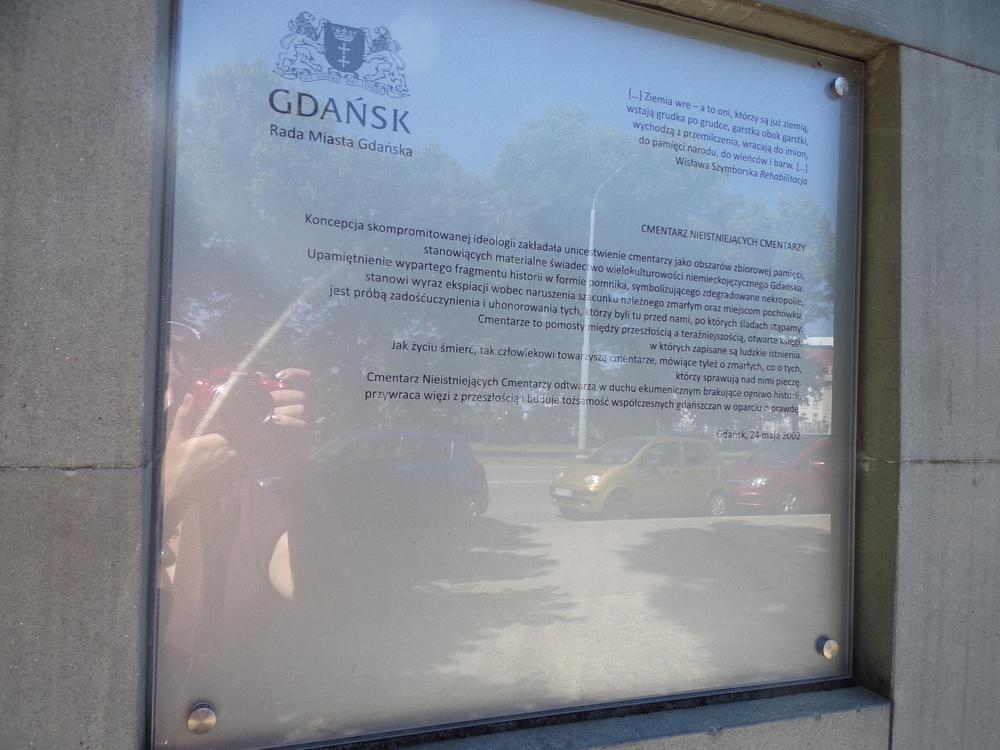 NEC TEMERE NEC TIMIDE
GDAŃSK
Rada Miasta Gdańska
[...] Ziemia wre – a to oni, którzy są już ziemią,
wstają grudka po grudce, garstka obok garstki,
wychodzą z przemilczenia, wracają do imion,
do pamięci narodu, do wieńców i barw. [...]
Wisława Szymborska Rehabilitacja
CMENTARZ NIEISTNIEJĄCYCH CMENTARZY
Koncepcja skompromitowanej ideologii zakładała unicestwienie cmentarzy jako obszarów zbiorowej pamięci,
stanowiących materialne świadectwo wielokulturowości niemieckojęzycznego Gdańska.
Upamiętnienie wypartego fragmentu historii w formie pomnika, symbolizującego zdegradowane nekropolie,
stanowi wyraz ekspiacji wobec naruszenia szacunku należnego zmarłym oraz miejscom pochówku,
jest próbą zadośćuczynienia i uhonorowania tych, którzy byli tu przed nami, po których śladach stąpamy.
Cmentarze to pomosty między przeszłością a teraźniejszością, otwarte księgi,
w których zapisane są ludzkie istnienia.
Jak życiu śmierć, tak człowiekowi towarzyszą cmentarze, mówiące tyleż o zmarłych, co o tych,
którzy sprawują nad nimi pieczę.
Cmentarz Nieistniejących Cmentarzy odtwarza w duchu ekumenicznym brakujące ogniwo historii,
przywraca więzi z przeszłością i buduje tożsamość współczesnych gdańszczan w oparciu o prawdę
Gdańsk, 24 maja 2002